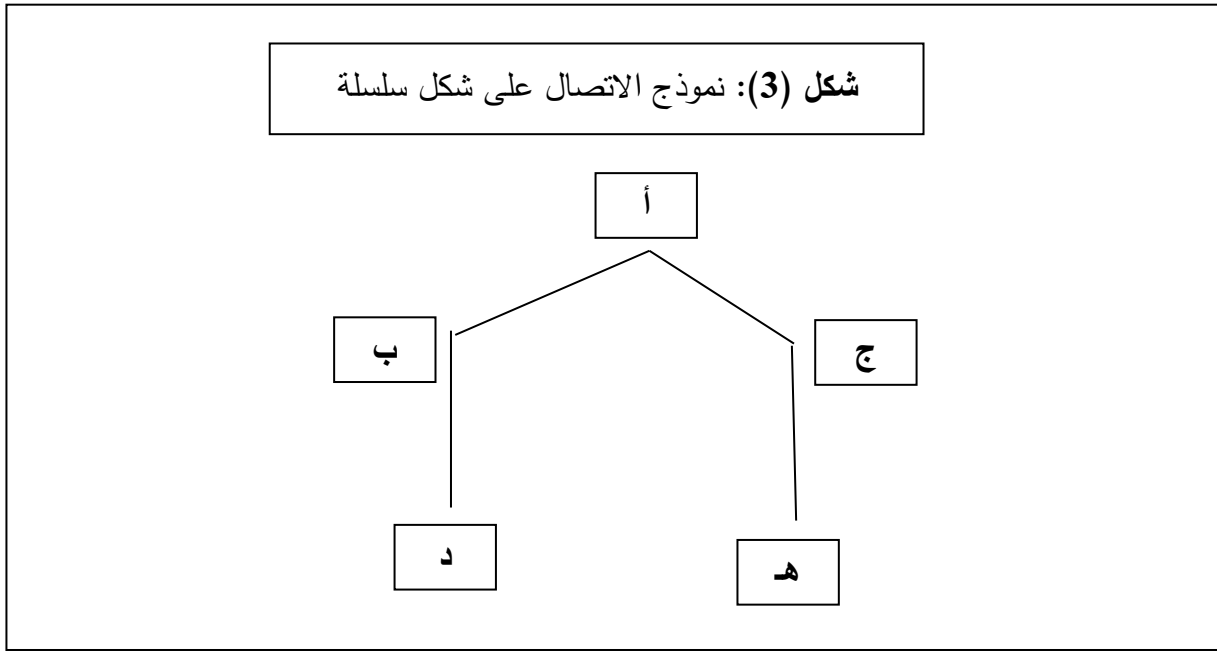 شكل (3): نموذج الاتصال على شكل سلسلة
أ
ج
ب
د
هـ